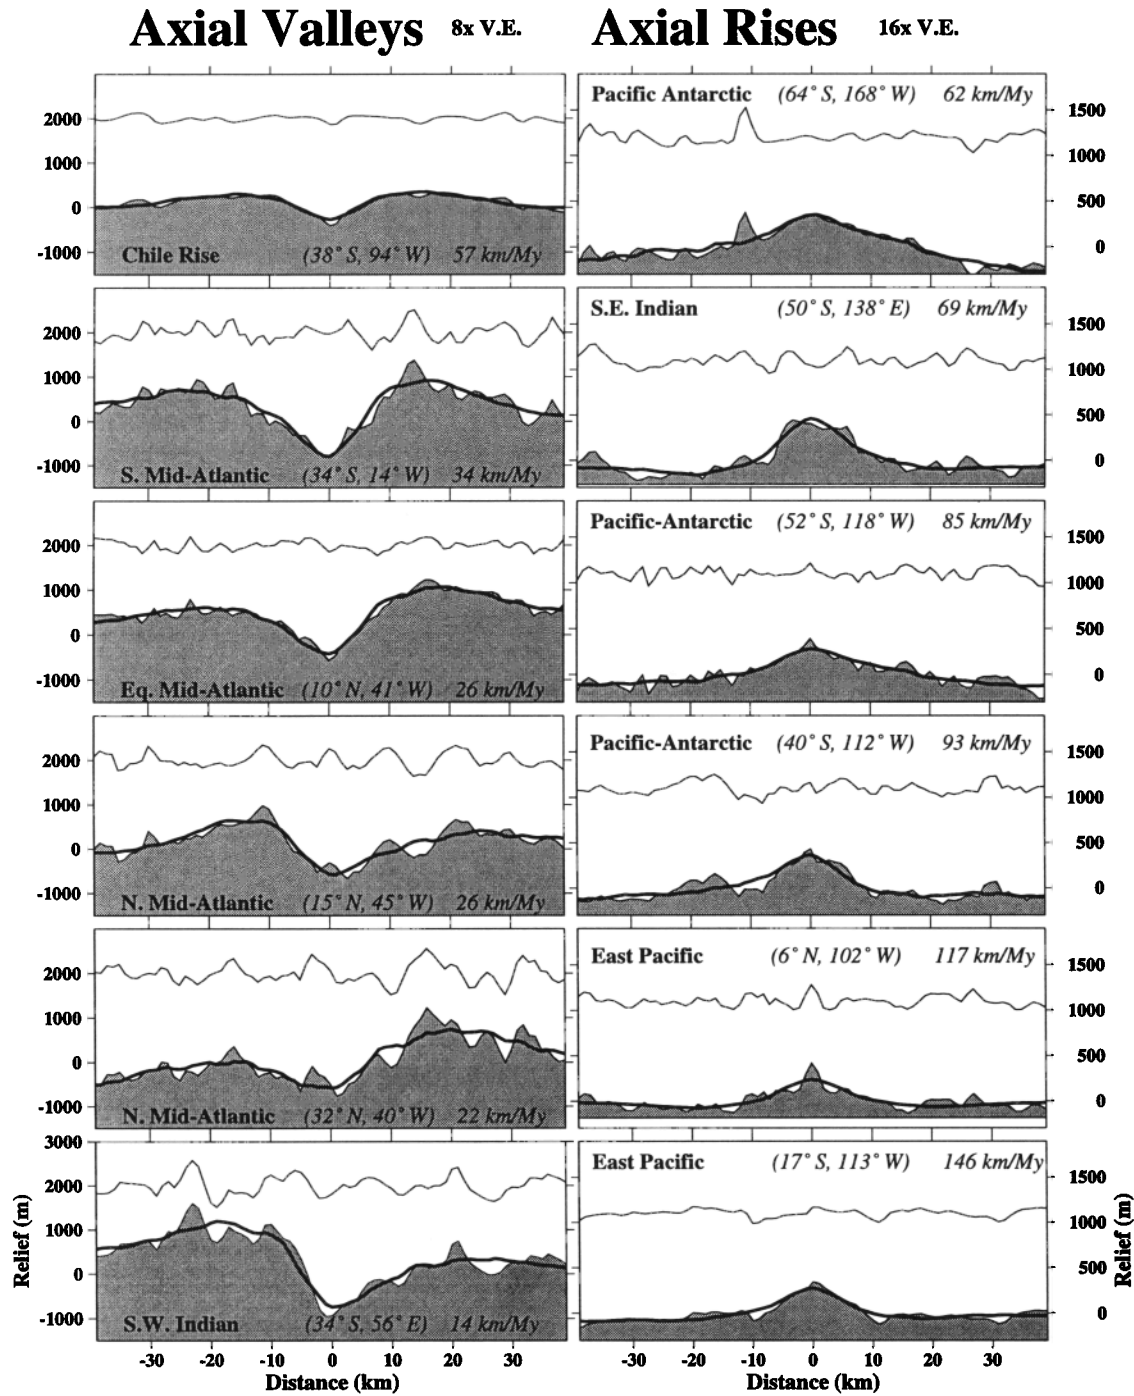 Axial Valleys 8x V.E. Axial Rises 16x V.E.
2000
1000
0
-1000
Chile Rise (38° S, 94° W) 57 km/My
Pacific Antarctic (64° S, 168° W) 62 km/My
1500
1000
500
0
2000
1000
0
-1000
S. Mid-Atlantic (34° S, 14° W) 34 km/My
S.E. Indian (50° S, 138° E) 69 km/My
1500
1000
500
0
2000
1000
0
-1000
Eq. Mid-Atlantic (10° N, 41° W) 26 km/My
Pacific-Antarctic (52° S, 118° W) 85 km/My
1500
1000
500
0
2000
1000
0
-1000
N. Mid-Atlantic (15° N, 45° W) 26 km/My
Pacific-Antarctic (40° S, 112° W) 93 km/My
1500
1000
500
0
2000
1000
0
-1000
N. Mid-Atlantic (32° N, 40° W) 22 km/My
East Pacific (6° N, 102° W) 117 km/My
1500
1000
500
0
3000
2000
1000
0
-1000
Relief (m)
S.W. Indian (34° S, 56° E) 14 km/My
East Pacific (17° S, 113° W) 146 km/My
1500
1000
500
0
Relief (m)
-30 -20 -10 0 10 20 30
Distance (km)
-30 -20 -10 0 10 20 30
Distance (km)